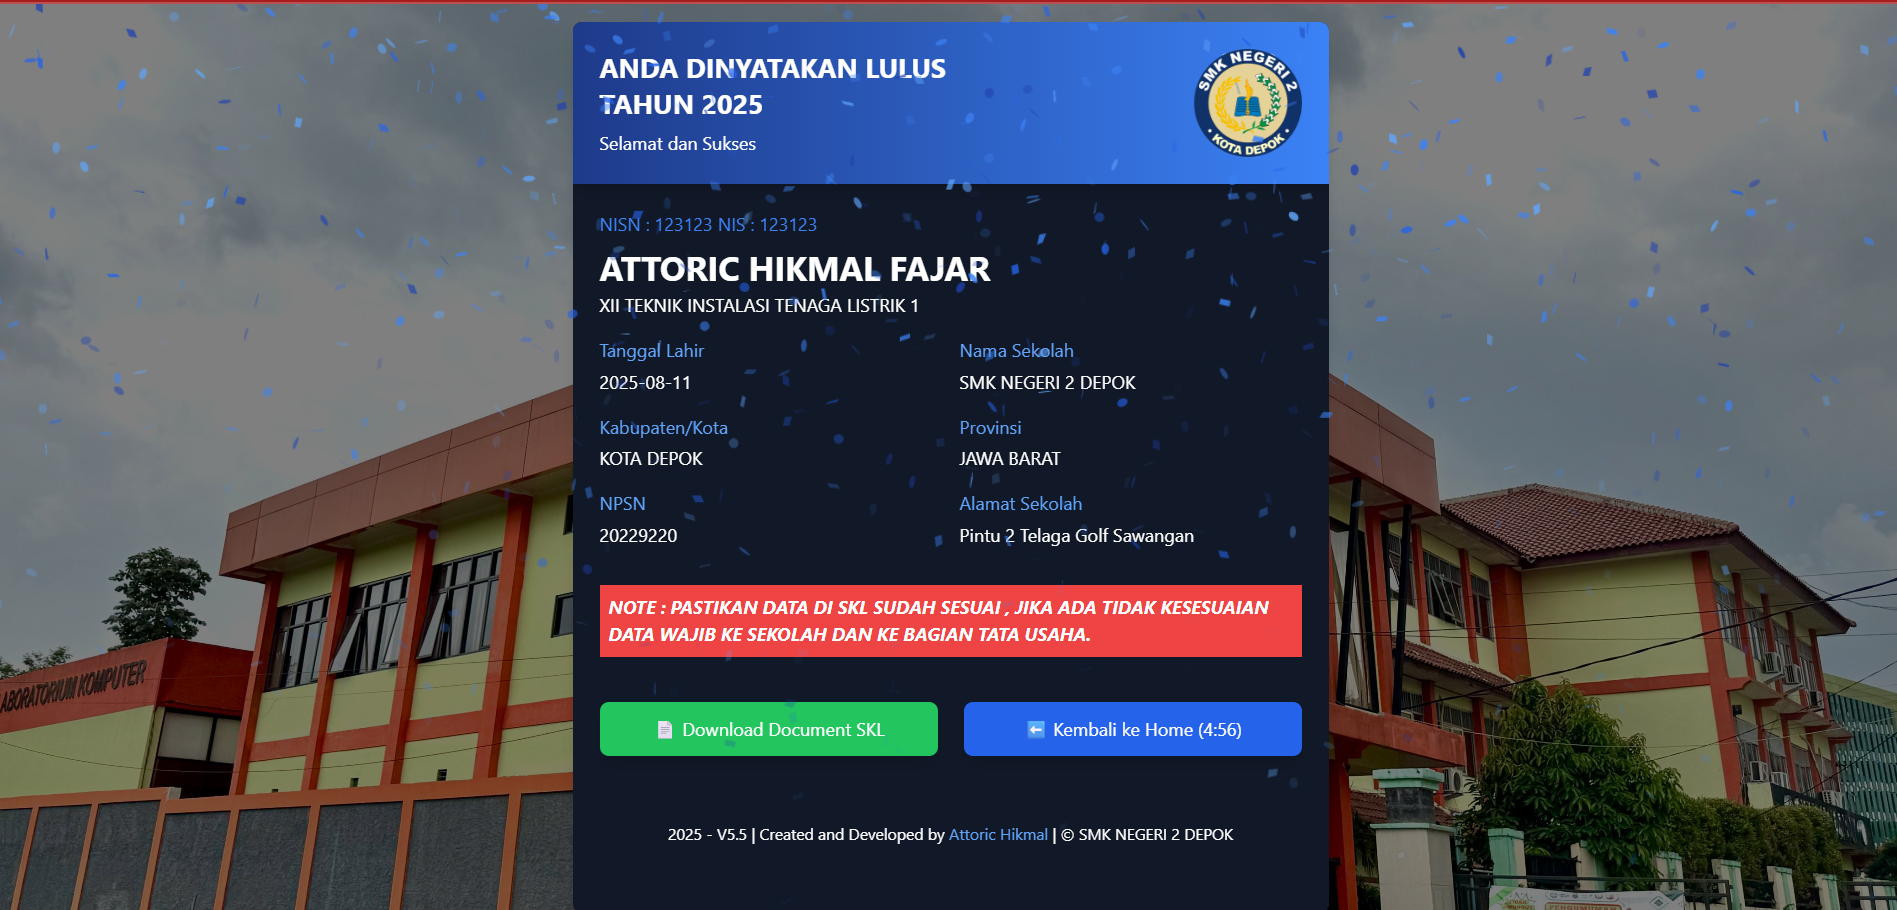 ANDA DINYATAKAN LULUS
TAHUN 2025
Selamat dan Sukses
SMK NEGERI 2
KOTA DEPOK
NISN : 123123 NIS : 123123
ATTORIC HIKMAL FAJAR
XII TEKNIK INSTALASI TENAGA LISTRIK 1
Tanggal Lahir
2025-08-11
Nama Sekolah
SMK NEGERI 2 DEPOK
Kabupaten/Kota
KOTA DEPOK
Provinsi
JAWA BARAT
NPSN
20229220
Alamat Sekolah
Pintu 2 Telaga Golf Sawangan
NOTE : PASTIKAN DATA DI SKL SUDAH SESUAI , JIKA ADA TIDAK KESESUAIAN
DATA WAJIB KE SEKOLAH DAN KE BAGIAN TATA USAHA.
Download Document SKL
Kembali ke Home (4:56)
2025 - V5.5 | Created and Developed by Attoric Hikmal | © SMK NEGERI 2 DEPOK
LABORATORIUM KOMPUTER